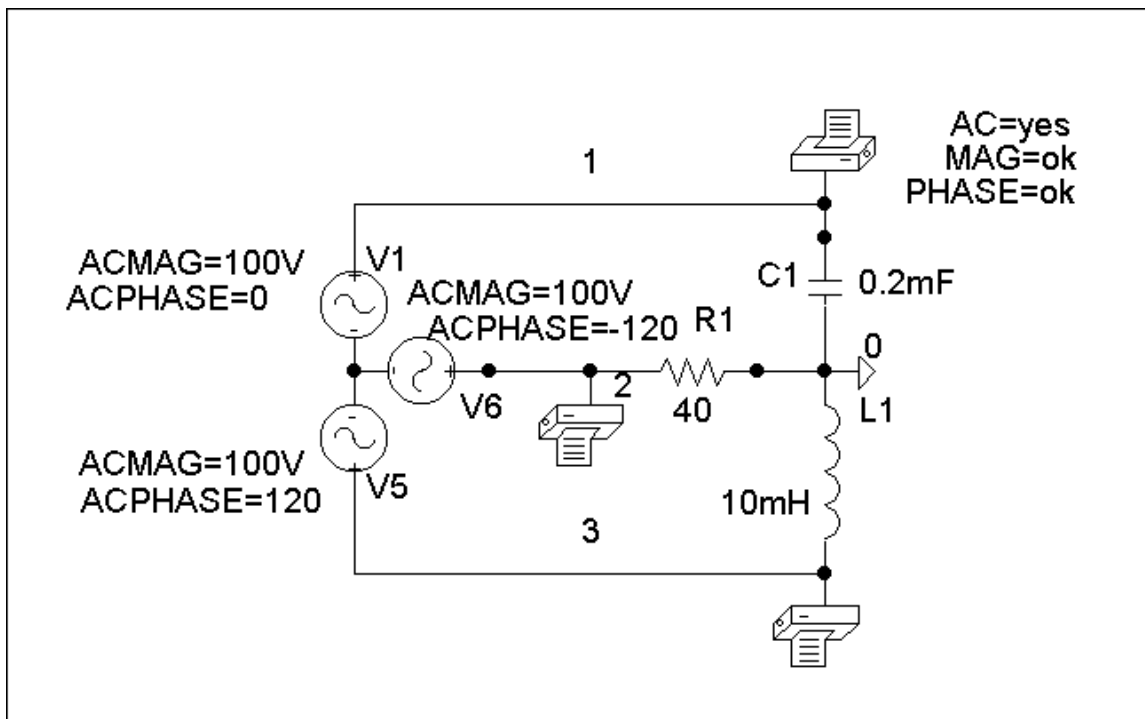 AC=yes
MAG=ok
PHASE=ok
1
V1
ACMAG=100V
ACPHASE=0
C1
0.2mF
ACMAG=100V
ACPHASE=-120
R1
0
2
V6
40
L1
ACMAG=100V
ACPHASE=120
V5
10mH
3